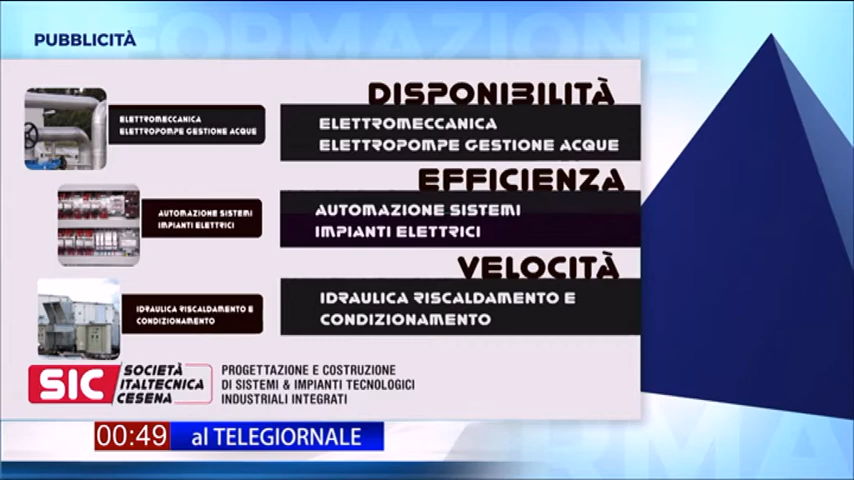 INFORMAZIONE
PUBBLICITÀ
DISPONIBILITÀ
ELETTROMECCANICA
ELETTROPOMPE GESTIONE ACQUE
ELETTROMECCANICA
ELETTROPOMPE GESTIONE ACQUE
EFFICIENZA
AUTOMAZIONE SISTEMI
IMPIANTI ELETTRICI
AUTOMAZIONE SISTEMI
IMPIANTI ELETTRICI
VELOCITÀ
IDRAULICA RISCALDAMENTO E
CONDIZIONAMENTO
IDRAULICA RISCALDAMENTO E
CONDIZIONAMENTO
SIC
SOCIETÀ
ITALTECNICA
CESENA
PROGETTAZIONE E COSTRUZIONE
DI SISTEMI & IMPIANTI TECNOLOGICI
INDUSTRIALI INTEGRATI
00:49 al TELEGIORNALE
RMA